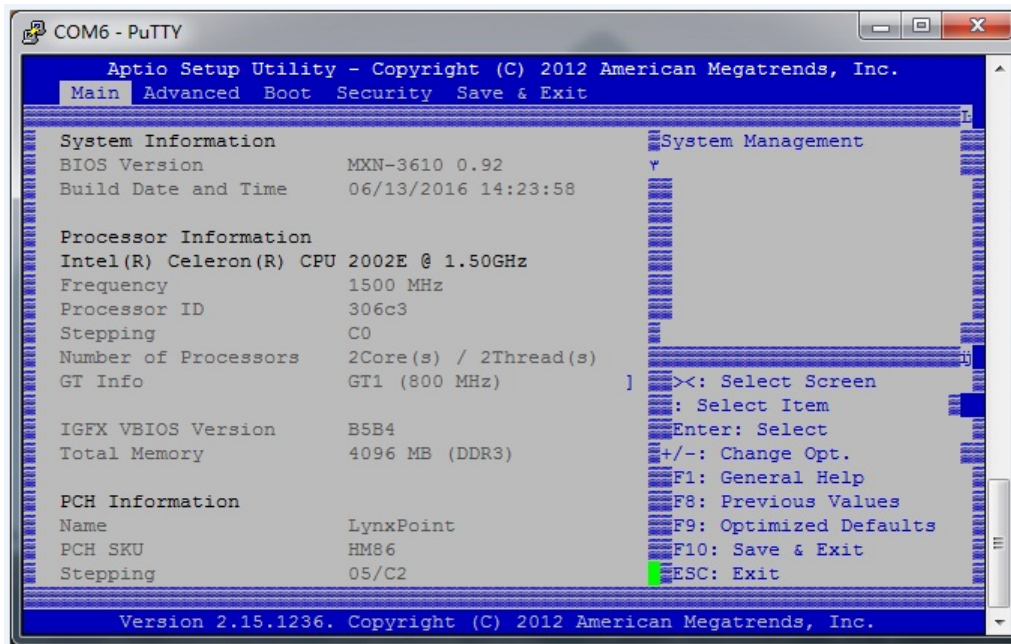 COM6 - PuTTY
Aptio Setup Utility - Copyright (C) 2012 American Megatrends, Inc.
Main Advanced Boot Security Save & Exit
System Information
BIOS Version MXN-3610 0.92
Build Date and Time 06/13/2016 14:23:58
Processor Information
Intel(R) Celeron(R) CPU 2002E @ 1.50GHz
Frequency 1500 MHz
Processor ID 306c3
Stepping C0
Number of Processors 2Core(s) / 2Thread(s)
GT Info GT1 (800 MHz) ]
IGFX VBIOS Version B5B4
Total Memory 4096 MB (DDR3)
PCH Information
Name LynxPoint
PCH SKU HM86
Stepping 05/C2
System Management
><: Select Screen
: Select Item
Enter: Select
+/-: Change Opt.
F1: General Help
F8: Previous Values
F9: Optimized Defaults
F10: Save & Exit
ESC: Exit
Version 2.15.1236. Copyright (C) 2012 American Megatrends, Inc.